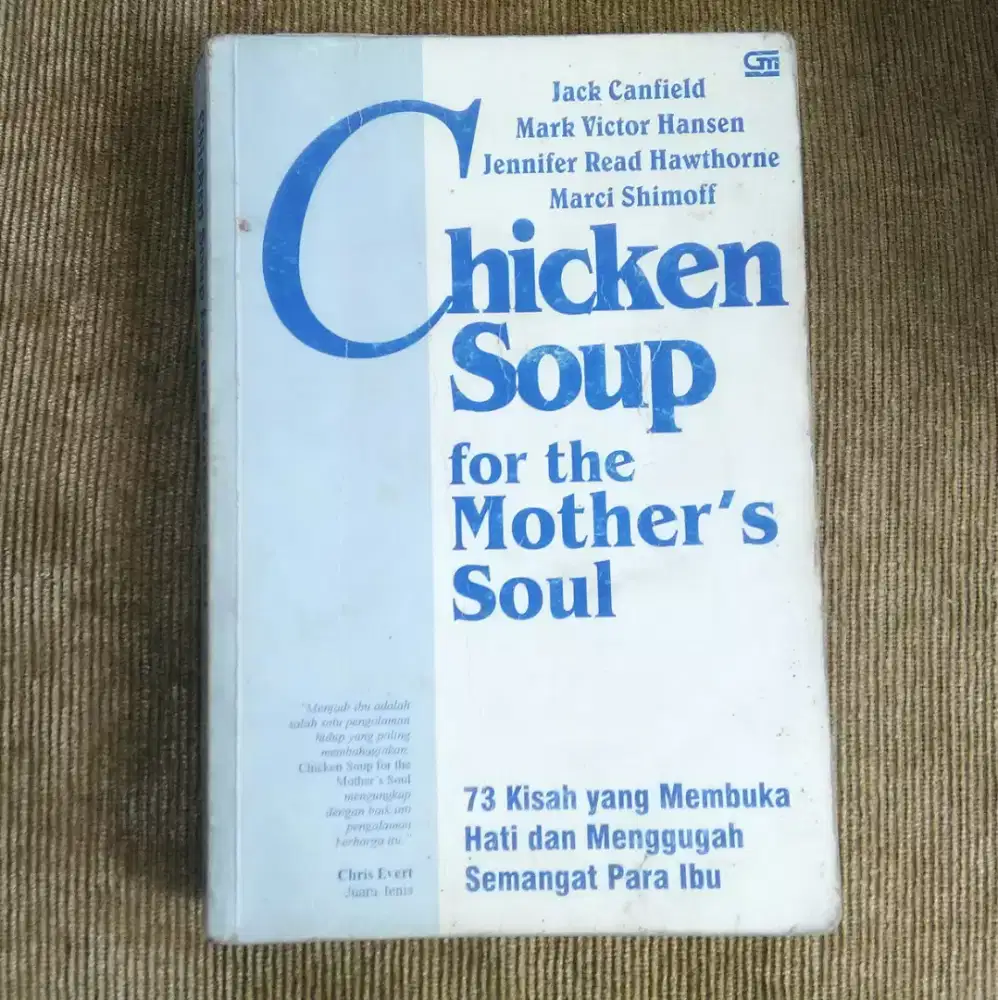 GM
Jack Canfield
Mark Victor Hansen
Jennifer Read Hawthorne
Marci Shimoff
Chicken
Soup
for the
Mother's
Soul
"Menjadi ibu adalah
salah satu pengalaman
hidup yang paling
membahagiakan.
Chicken Soup for the
Mother's Soul
mengungkap
dengan baik arti
pengalaman
berharga itu."
Chris Evert
Juara Tenis
73 Kisah yang Membuka
Hati dan Menggugah
Semangat Para Ibu